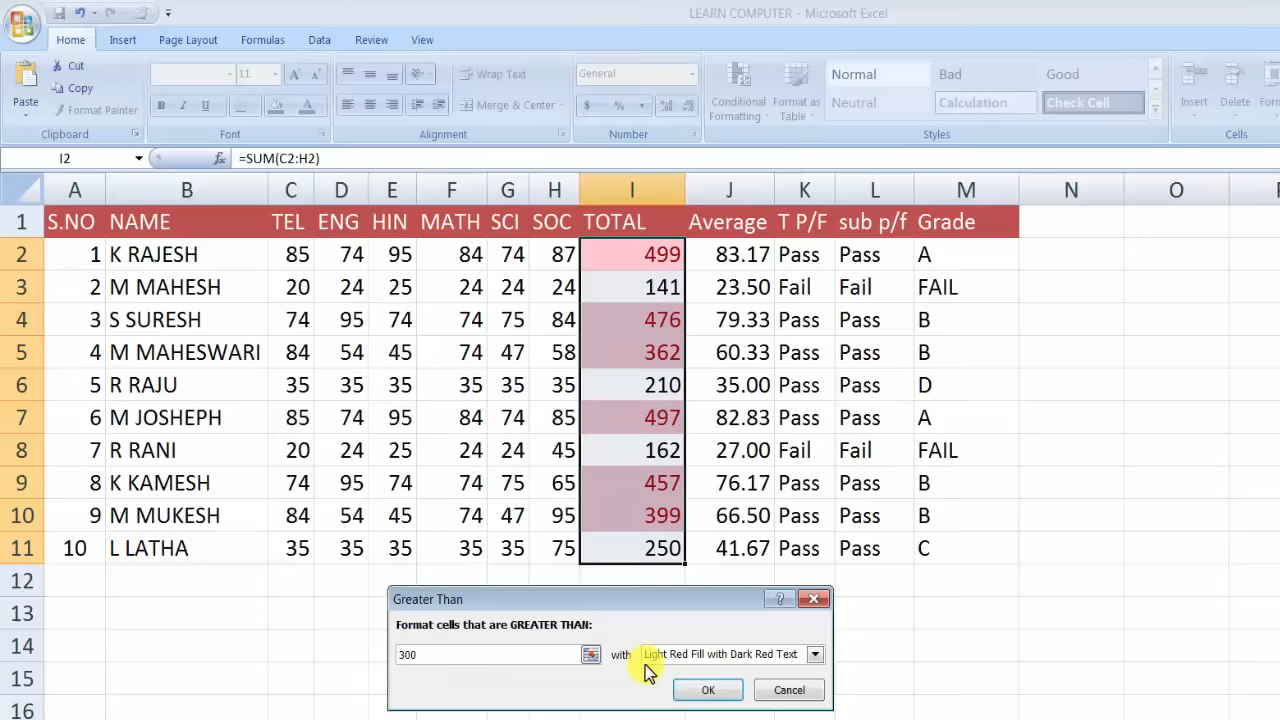 LEARN COMPUTER - Microsoft Excel
Home Insert Page Layout Formulas Data Review View
Cut
Copy
Format Painter
Paste
Clipboard
11
B I U A
Font
Wrap Text
Merge & Center
Alignment
General
$ % ,
Number
Conditional Formatting
Format as Table
Normal Bad Good
Neutral Calculation Check Cell
Styles
Insert Delete
Cells
I2 fx =SUM(C2:H2)
A B C D E F G H I J K L M N O
1 S.NO NAME TEL ENG HIN MATH SCI SOC TOTAL Average T P/F sub p/f Grade
2 1 K RAJESH 85 74 95 84 74 87 499 83.17 Pass Pass A
3 2 M MAHESH 20 24 25 24 24 24 141 23.50 Fail Fail FAIL
4 3 S SURESH 74 95 74 74 75 84 476 79.33 Pass Pass B
5 4 M MAHESWARI 84 54 45 74 47 58 362 60.33 Pass Pass B
6 5 R RAJU 35 35 35 35 35 35 210 35.00 Pass Pass D
7 6 M JOSHEPH 85 74 95 84 74 85 497 82.83 Pass Pass A
8 7 R RANI 20 24 25 24 24 45 162 27.00 Fail Fail FAIL
9 8 K KAMESH 74 95 74 74 75 65 457 76.17 Pass Pass B
10 9 M MUKESH 84 54 45 74 47 95 399 66.50 Pass Pass B
11 10 L LATHA 35 35 35 35 35 75 250 41.67 Pass Pass C
12
13
14
15
16
Greater Than
Format cells that are GREATER THAN:
300 with Light Red Fill with Dark Red Text
OK Cancel